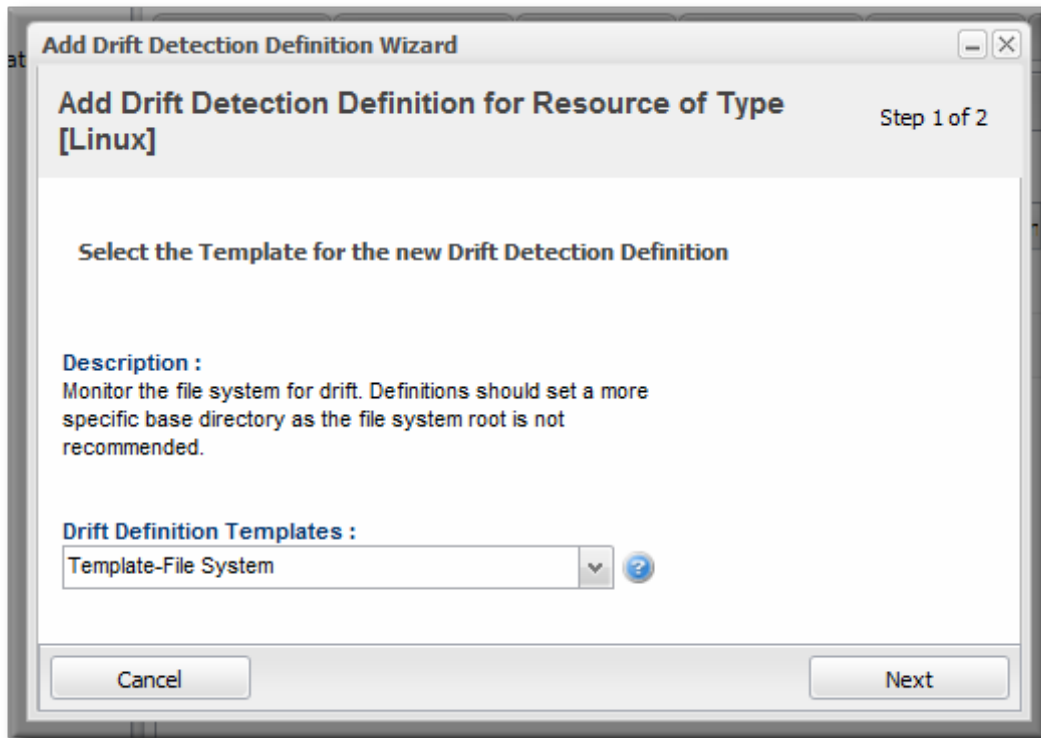 at
Add Drift Detection Definition Wizard
Add Drift Detection Definition for Resource of Type
[Linux]
Step 1 of 2
Select the Template for the new Drift Detection Definition
Description :
Monitor the file system for drift. Definitions should set a more
specific base directory as the file system root is not
recommended.
Drift Definition Templates :
Template-File System
?
Cancel
Next